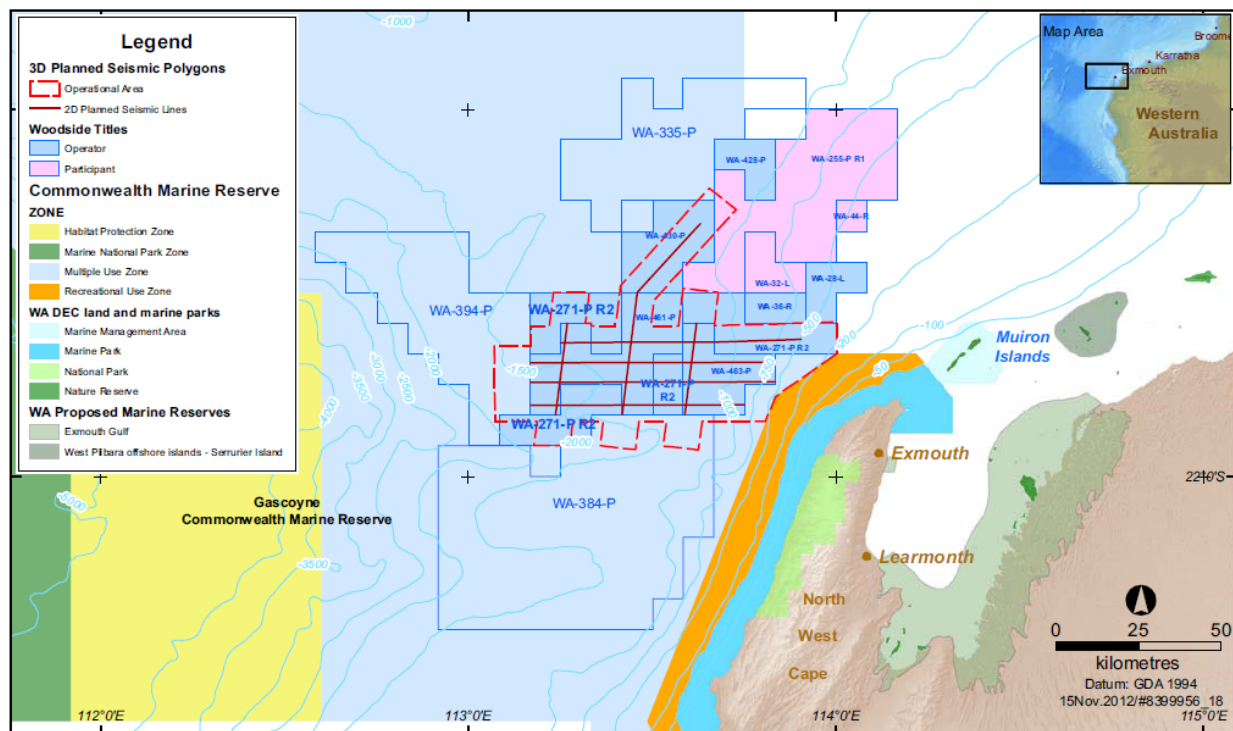 Legend
3D Planned Seismic Polygons
Operational Area
2D Planned Seismic Lines
Woodside Titles
Operator
Participant
Commonwealth Marine Reserve
ZONE
Habitat Protection Zone
Marine National Park Zone
Multiple Use Zone
Recreational Use Zone
WA DEC land and marine parks
Marine Management Area
Marine Park
National Park
Nature Reserve
WA Proposed Marine Reserves
Exmouth Gulf
West Pilbara offshore islands - Serrurier Island
Map Area
Broome
Karratha
Exmouth
Western
Australia
-1000
WA-335-P
WA-428-P
WA-255-P R1
WA-44-R
WA-430-P
WA-32-L
WA-28-L
WA-394-P
WA-271-P R2
WA-461-P
WA-36-R
WA-271-P R2
WA-463-P
WA-271-P
R2
WA-271-P R2
WA-384-P
-500
-200
-100
-50
-750
-1000
-1500
-2000
-2000
-2500
-3000
-4000
-3500
-5000
Muiron
Islands
Exmouth
Learmonth
North
West
Cape
Gascoyne
Commonwealth Marine Reserve
22°0'S
0 25 50
kilometres
Datum: GDA 1994
15Nov.2012/#8399956_18
112°0'E
113°0'E
114°0'E
115°0'E